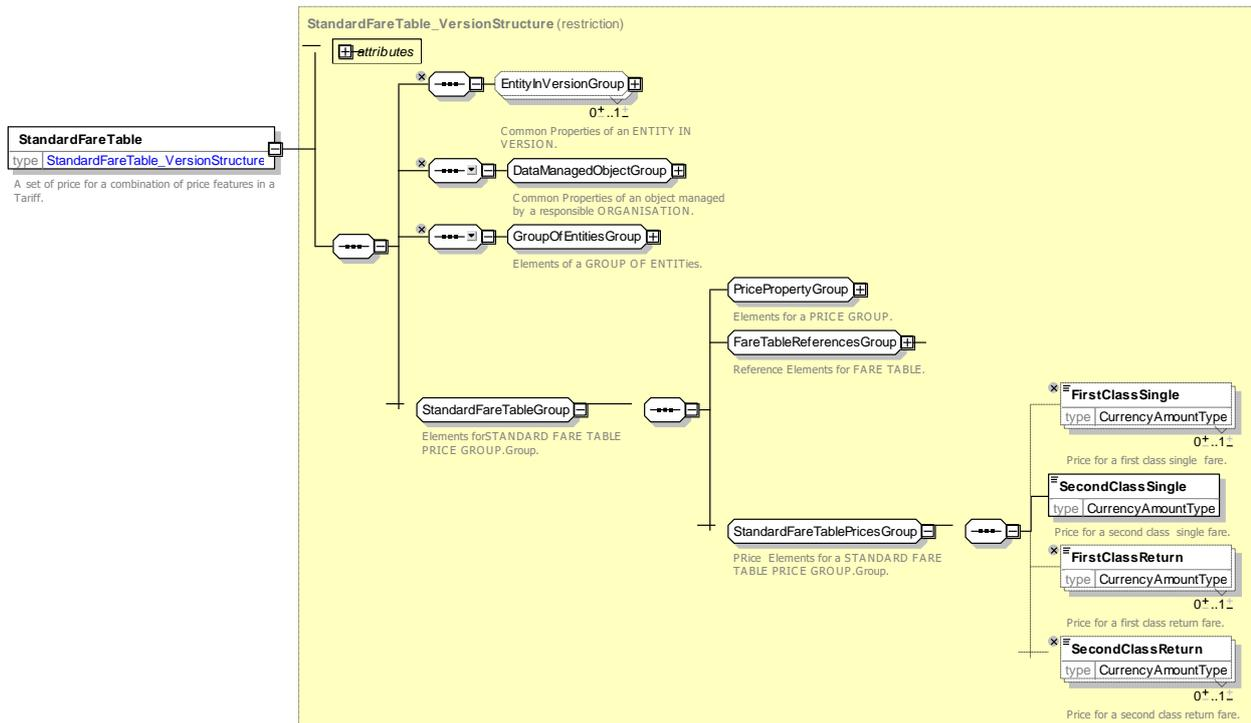 StandardFareTable_VersionStructure (restriction)
attributes
EntityInVersionGroup
0..1
Common Properties of an ENTITY IN
VERSION.
StandardFareTable
type StandardFareTable_VersionStructure
A set of price for a combination of price features in a
Tariff.
DataManagedObjectGroup
Common Properties of an object managed
by a responsible ORGANISATION.
GroupOfEntitiesGroup
Elements of a GROUP OF ENTITies.
PricePropertyGroup
Elements for a PRICE GROUP.
FareTableReferencesGroup
Reference Elements for FARE TABLE.
StandardFareTableGroup
Elements forSTANDARD FARE TABLE
PRICE GROUP.Group.
FirstClassSingle
type CurrencyAmountType
0..1
Price for a first class single fare.
SecondClassSingle
type CurrencyAmountType
Price for a second class single fare.
StandardFareTablePricesGroup
PRice Elements for a STANDARD FARE
TABLE PRICE GROUP.Group.
FirstClassReturn
type CurrencyAmountType
0..1
Price for a first class return fare.
SecondClassReturn
type CurrencyAmountType
0..1
Price for a second class return fare.